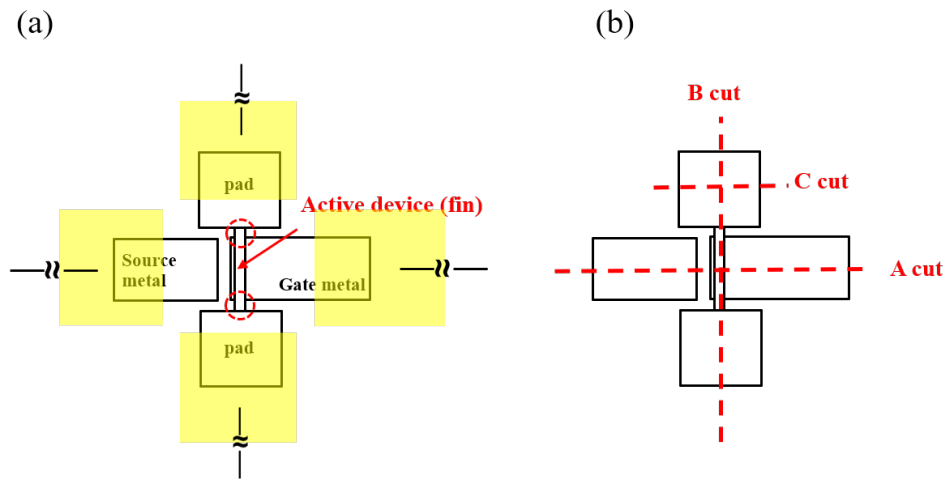 (a)
(b)
pad
Active device (fin)
Source
metal
Gate metal
pad
B cut
C cut
A cut